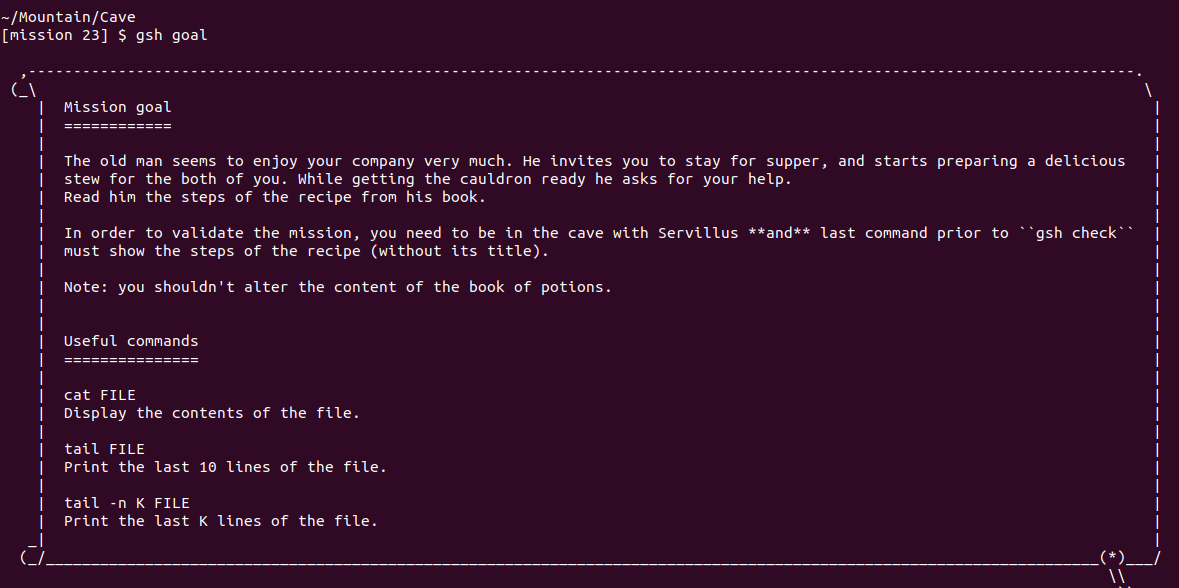 ~/Mountain/Cave
[mission 23] $ gsh goal
Mission goal
============
The old man seems to enjoy your company very much. He invites you to stay for supper, and starts preparing a delicious
stew for the both of you. While getting the cauldron ready he asks for your help.
Read him the steps of the recipe from his book.
In order to validate the mission, you need to be in the cave with Servillus **and** last command prior to ``gsh check``
must show the steps of the recipe (without its title).
Note: you shouldn't alter the content of the book of potions.
Useful commands
===============
cat FILE
Display the contents of the file.
tail FILE
Print the last 10 lines of the file.
tail -n K FILE
Print the last K lines of the file.